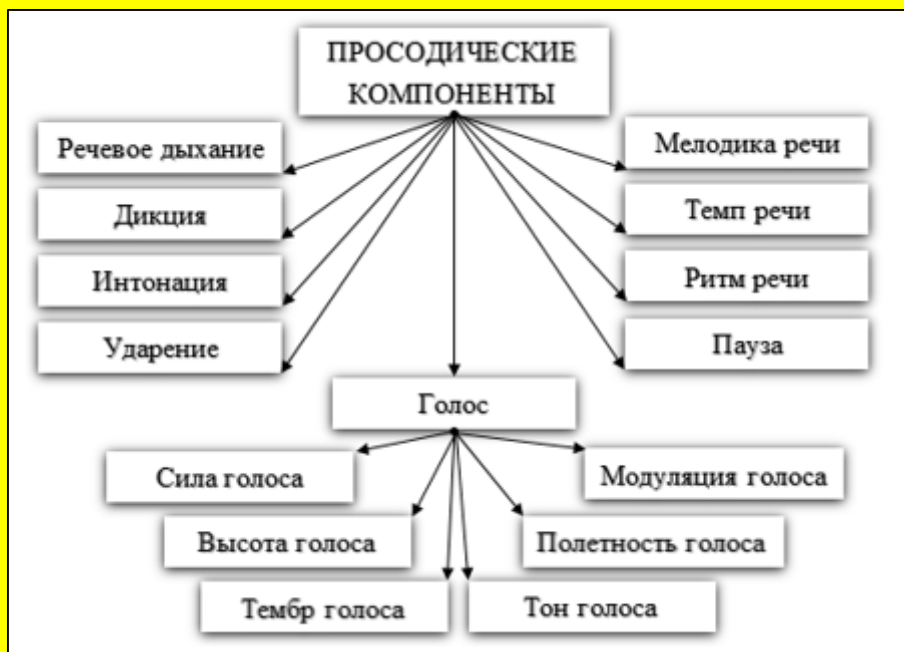 ПРОСОДИЧЕСКИЕ
КОМПОНЕНТЫ
Речевое дыхание
Дикция
Интонация
Ударение
Мелодика речи
Темп речи
Ритм речи
Пауза
Голос
Сила голоса
Модуляция голоса
Высота голоса
Полетность голоса
Тембр голоса
Тон голоса